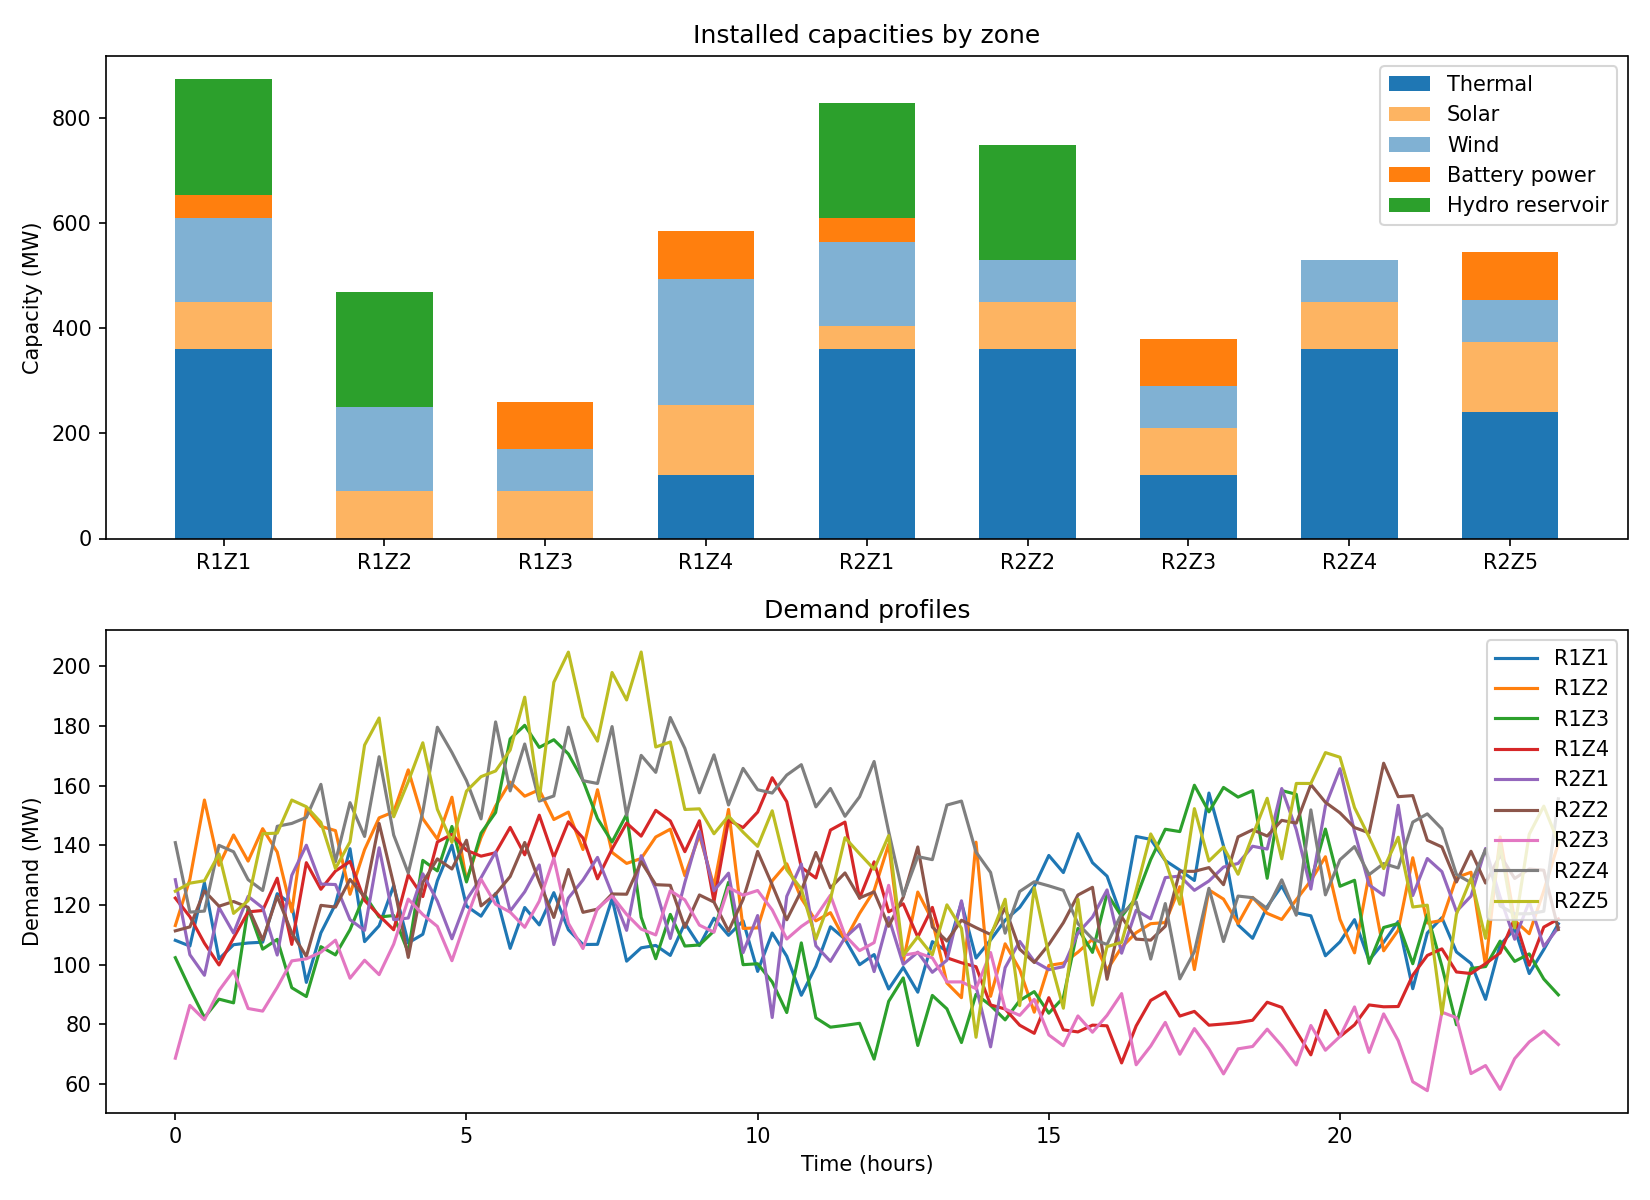 Installed capacities by zone
Capacity (MW)
800
600
400
200
0
Thermal
Solar
Wind
Battery power
Hydro reservoir
R1Z1 R1Z2 R1Z3 R1Z4 R2Z1 R2Z2 R2Z3 R2Z4 R2Z5
Demand profiles
Demand (MW)
200
180
160
140
120
100
80
60
R1Z1
R1Z2
R1Z3
R1Z4
R2Z1
R2Z2
R2Z3
R2Z4
R2Z5
0 5 10 15 20
Time (hours)